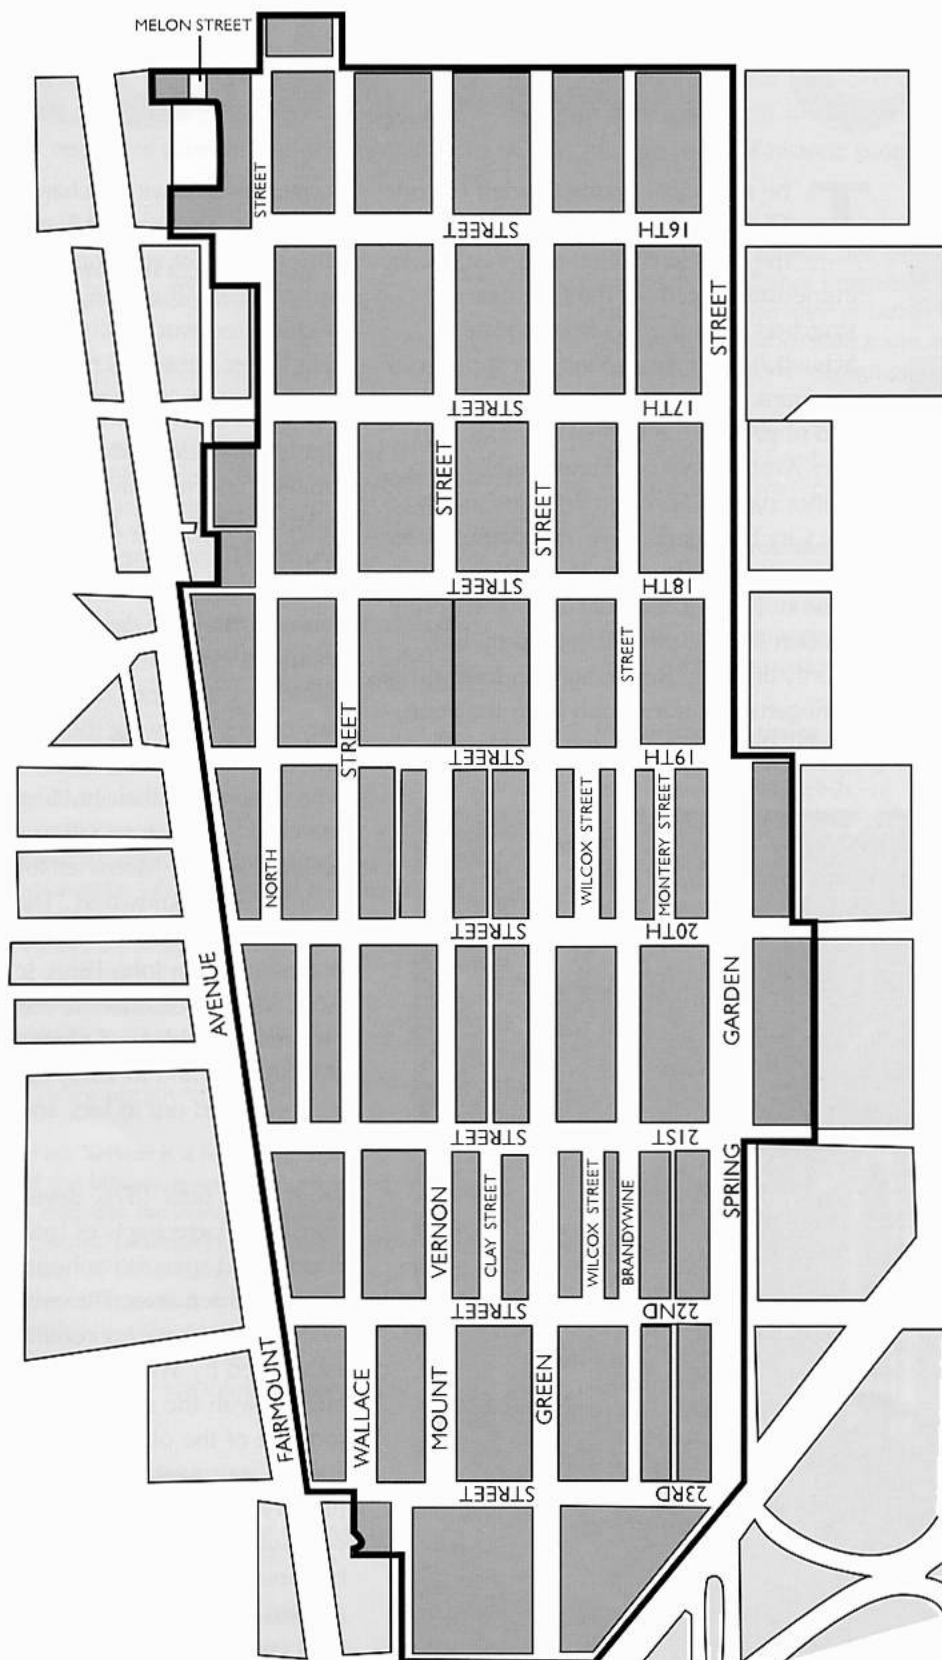 MELON STREET
STREET
STREET 16TH
STREET
STREET 17TH
STREET
STREET
STREET 18TH
STREET
STREET
STREET 19TH
NORTH
WILCOX STREET
MONTERY STREET
STREET 20TH
AVENUE
GARDEN
STREET 21ST
SPRING
VERNON
CLAY STREET
WILCOX STREET
BRANDYWINE
STREET 22ND
FAIRMOUNT
WALLACE
MOUNT
GREEN
STREET 23RD